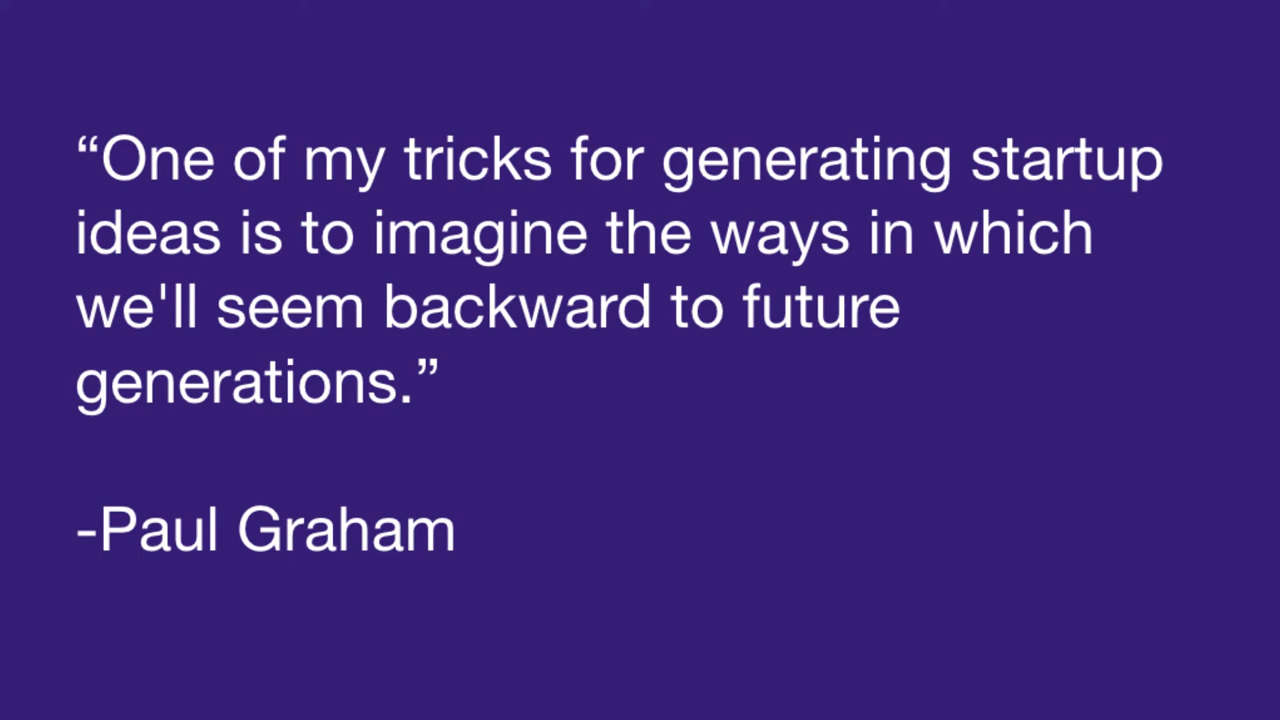 “One of my tricks for generating startup
ideas is to imagine the ways in which
we'll seem backward to future
generations.”
-Paul Graham